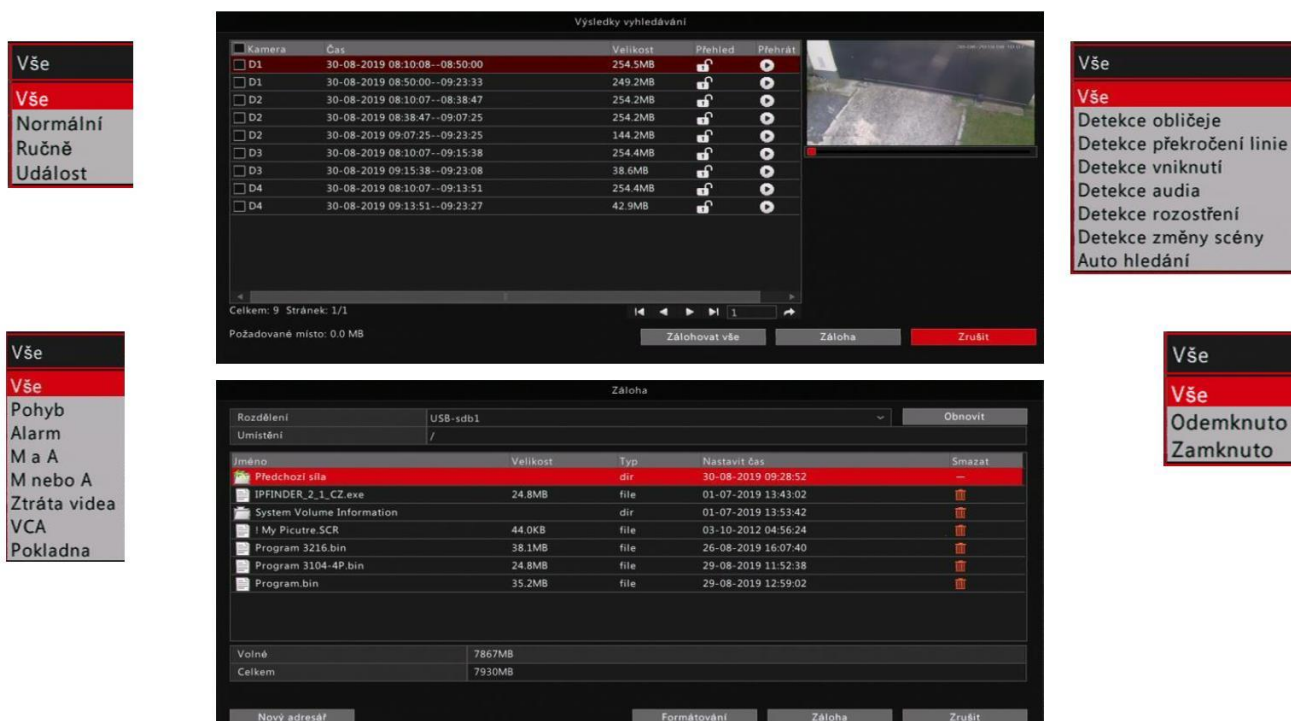 Vše
Vše
Normální
Ručně
Událost
Výsledky vyhledávání
Kamera Čas Velikost Přehled Přehrát
D1 30-08-2019 08:10:08--08:50:00 254.5MB
D1 30-08-2019 08:50:00--09:23:33 249.2MB
D2 30-08-2019 08:10:07--08:38:47 254.2MB
D2 30-08-2019 08:38:47--09:07:25 254.2MB
D2 30-08-2019 09:07:25--09:23:25 144.2MB
D3 30-08-2019 08:10:07--09:15:38 254.4MB
D3 30-08-2019 09:15:38--09:23:08 38.6MB
D4 30-08-2019 08:10:07--09:13:51 254.4MB
D4 30-08-2019 09:13:51--09:23:27 42.9MB
Celkem: 9 Stránek: 1/1
1
Požadované místo: 0.0 MB
Zálohovat vše Záloha Zrušit
Vše
Vše
Detekce obličeje
Detekce překročení linie
Detekce vniknutí
Detekce audia
Detekce rozostření
Detekce změny scény
Auto hledání
Vše
Vše
Pohyb
Alarm
M a A
M nebo A
Ztráta videa
VCA
Pokladna
Záloha
Rozdělení USB-sdb1 Obnovit
Umístění /
Jméno Velikost Typ Nastavit čas Smazat
Předchozí síla dir 30-08-2019 09:28:52 —
IPFINDER_2_1_CZ.exe 24.8MB file 01-07-2019 13:43:02
System Volume Information dir 01-07-2019 13:53:42
! My Picutre.SCR 44.0KB file 03-10-2012 04:56:24
Program 3216.bin 38.1MB file 26-08-2019 16:07:40
Program 3104-4P.bin 24.8MB file 29-08-2019 11:52:38
Program.bin 35.2MB file 29-08-2019 12:59:02
Volné 7867MB
Celkem 7930MB
Nový adresář Formátování Záloha Zrušit
Vše
Vše
Odemknuto
Zamknuto